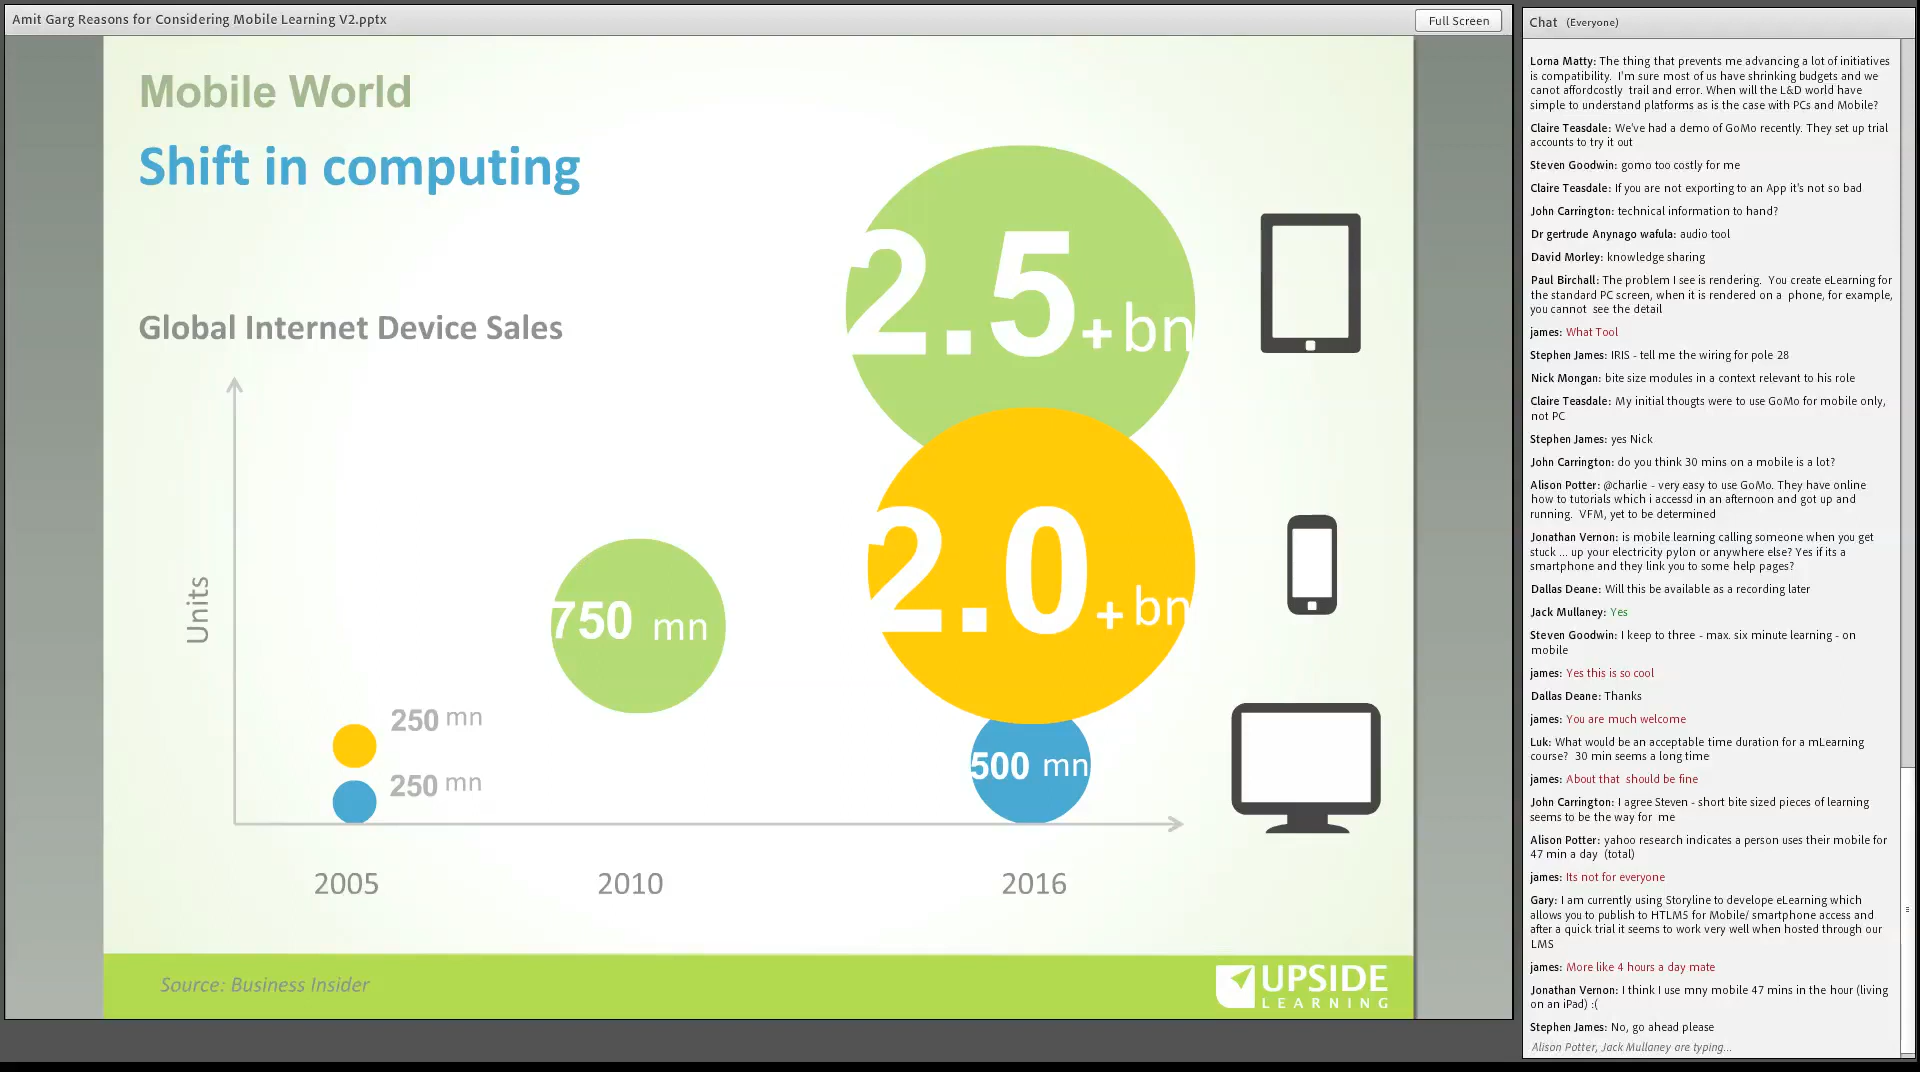 Amit Garg Reasons for Considering Mobile Learning V2.pptx
Full Screen
Mobile World
Shift in computing
Global Internet Device Sales
2.5+bn
2.0+bn
750 mn
500 mn
250 mn
250 mn
Units
2005
2010
2016
Source: Business Insider
UPSIDE
LEARNING
Chat (Everyone)
Lorna Matty: The thing that prevents me advancing a lot of initiatives
is compatibility. I'm sure most of us have shrinking budgets and we
canot affordcostly trail and error. When will the L&D world have
simple to understand platforms as is the case with PCs and Mobile?
Claire Teasdale: We've had a demo of GoMo recently. They set up trial
accounts to try it out
Steven Goodwin: gomo too costly for me
Claire Teasdale: If you are not exporting to an App it's not so bad
John Carrington: technical information to hand?
Dr gertrude Anynago wafula: audio tool
David Morley: knowledge sharing
Paul Birchall: The problem I see is rendering. You create eLearning for
the standard PC screen, when it is rendered on a phone, for example,
you cannot see the detail
james: What Tool
Stephen James: IRIS - tell me the wiring for pole 28
Nick Mongan: bite size modules in a context relevant to his role
Claire Teasdale: My initial thougts were to use GoMo for mobile only,
not PC
Stephen James: yes Nick
John Carrington: do you think 30 mins on a mobile is a lot?
Alison Potter: @charlie - very easy to use GoMo. They have online
how to tutorials which i accessd in an afternoon and got up and
running. VFM, yet to be determined
Jonathan Vernon: is mobile learning calling someone when you get
stuck ... up your electricity pylon or anywhere else? Yes if its a
smartphone and they link you to some help pages?
Dallas Deane: Will this be available as a recording later
Jack Mullaney: Yes
Steven Goodwin: I keep to three - max. six minute learning - on
mobile
james: Yes this is so cool
Dallas Deane: Thanks
james: You are much welcome
Luk: What would be an acceptable time duration for a mLearning
course? 30 min seems a long time
james: About that should be fine
John Carrington: I agree Steven - short bite sized pieces of learning
seems to be the way for me
Alison Potter: yahoo research indicates a person uses their mobile for
47 min a day (total)
james: Its not for everyone
Gary: I am currently using Storyline to develope eLearning which
allows you to publish to HTLM5 for Mobile/ smartphone access and
after a quick trial it seems to work very well when hosted through our
LMS
james: More like 4 hours a day mate
Jonathan Vernon: I think I use mny mobile 47 mins in the hour (living
on an iPad) :(
Stephen James: No, go ahead please
Alison Potter, Jack Mullaney are typing...